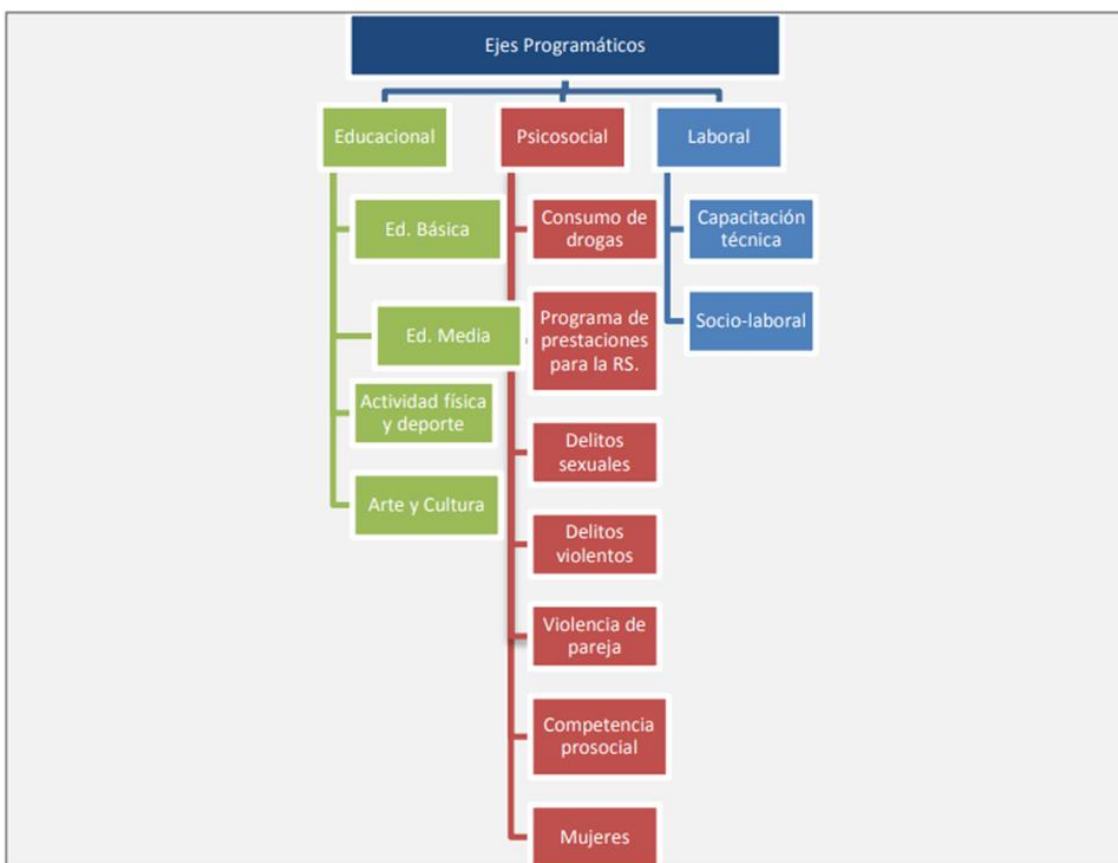 Ejes Programáticos
Educacional
Ed. Básica
Ed. Media
Actividad física
y deporte
Arte y Cultura
Psicosocial
Consumo de
drogas
Programa de
prestaciones
para la RS.
Delitos
sexuales
Delitos
violentos
Violencia de
pareja
Competencia
prosocial
Mujeres
Laboral
Capacitación
técnica
Socio-laboral